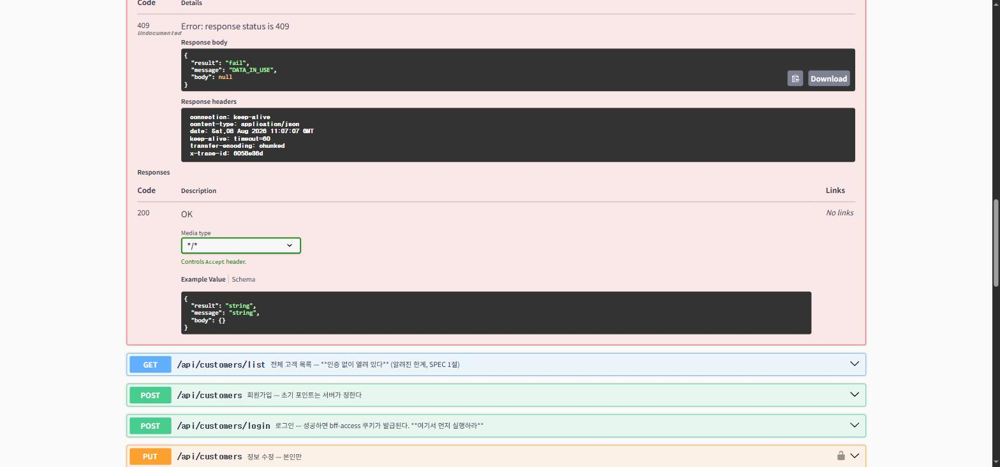 Code Details
409 Error: response status is 409
Undocumented
Response body
{
"result": "fail",
"message": "DATA_IN_USE",
"body": null
}
Download
Response headers
connection: keep-alive
content-type: application/json
date: Sat,08 Aug 2026 11:07:07 GMT
keep-alive: timeout=60
transfer-encoding: chunked
Responses
Code Description Links
200 OK No links
Media type
*/*
Controls Accept header.
Example Value Schema
{
"result": "string",
"message": "string",
"body": {}
}
GET /api/customers/list 전체 고객 목록 — **인증 없이 열려 있다** (알려진 한계, SPEC 1절)
POST /api/customers 회원가입 — 초기 포인트는 서버가 정한다
POST /api/customers/login 로그인 — 성공하면 bff-access 쿠키가 발급된다. **여기서 먼저 실행하라**
PUT /api/customers 정보 수정 — 본인만